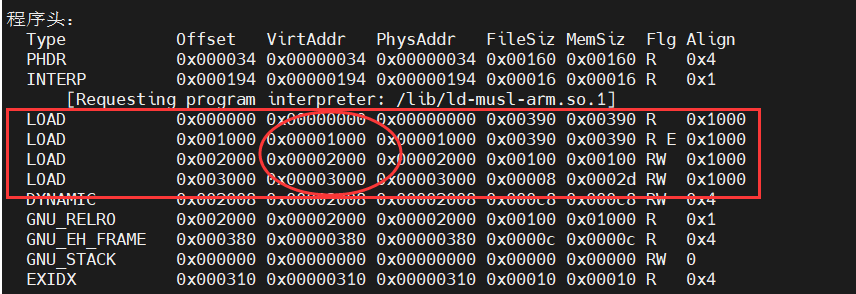 程序头:
Type Offset VirtAddr PhysAddr FileSiz MemSiz Flg Align
PHDR 0x000034 0x00000034 0x00000034 0x00160 0x00160 R 0x4
INTERP 0x000194 0x00000194 0x00000194 0x00016 0x00016 R 0x1
[Requesting program interpreter: /lib/ld-musl-arm.so.1]
LOAD 0x000000 0x00000000 0x00000000 0x00390 0x00390 R 0x1000
LOAD 0x001000 0x00001000 0x00001000 0x00390 0x00390 R E 0x1000
LOAD 0x002000 0x00002000 0x00002000 0x00100 0x00100 RW 0x1000
LOAD 0x003000 0x00003000 0x00003000 0x00008 0x0002d RW 0x1000
DYNAMIC 0x002008 0x00002008 0x00002008 0x000c8 0x000c8 RW 0x4
GNU_RELRO 0x002000 0x00002000 0x00002000 0x00100 0x01000 R 0x1
GNU_EH_FRAME 0x000380 0x00000380 0x00000380 0x0000c 0x0000c R 0x4
GNU_STACK 0x000000 0x00000000 0x00000000 0x00000 0x00000 RW 0
EXIDX 0x000310 0x00000310 0x00000310 0x00010 0x00010 R 0x4